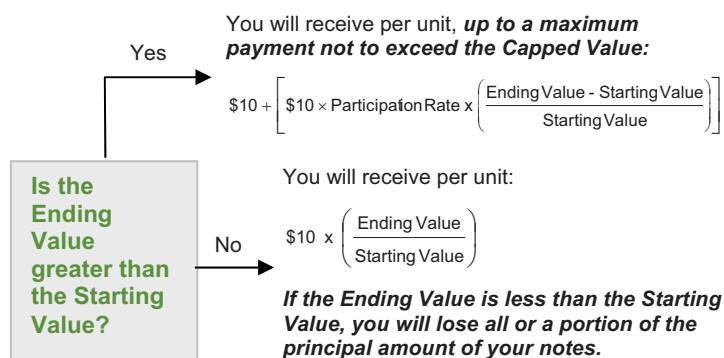 You will receive per unit, up to a maximum
payment not to exceed the Capped Value:
Yes
$10 + [ $10 × Participation Rate x ( Ending Value - Starting Value
Starting Value ) ]
Is the
Ending
Value
greater than
the Starting
Value?
No
You will receive per unit:
$10 x ( Ending Value
Starting Value )
If the Ending Value is less than the Starting
Value, you will lose all or a portion of the
principal amount of your notes.